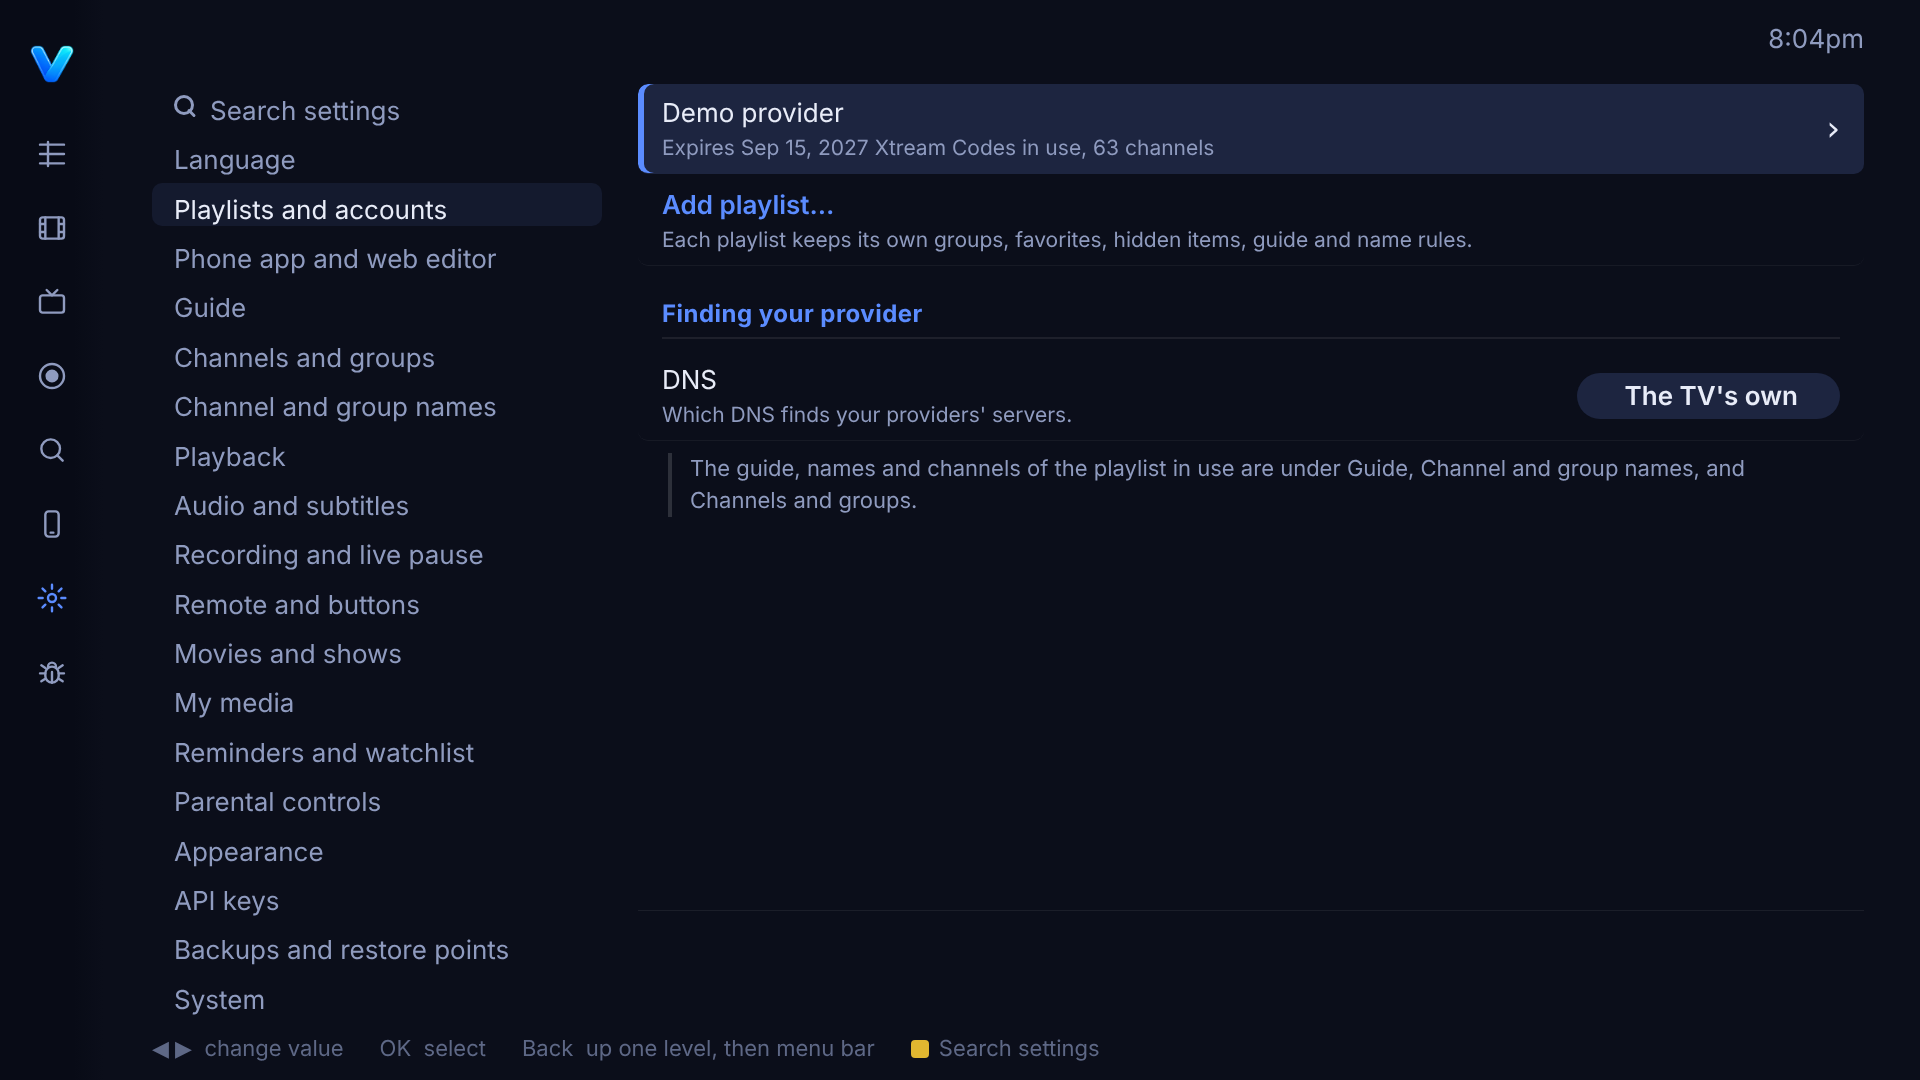 8:04pm
Search settings
Language
Playlists and accounts
Phone app and web editor
Guide
Channels and groups
Channel and group names
Playback
Audio and subtitles
Recording and live pause
Remote and buttons
Movies and shows
My media
Reminders and watchlist
Parental controls
Appearance
API keys
Backups and restore points
System
Demo provider
Expires Sep 15, 2027 Xtream Codes in use, 63 channels
Add playlist...
Each playlist keeps its own groups, favorites, hidden items, guide and name rules.
Finding your provider
DNS
Which DNS finds your providers' servers.
The TV's own
The guide, names and channels of the playlist in use are under Guide, Channel and group names, and
Channels and groups.
change value OK select Back up one level, then menu bar Search settings